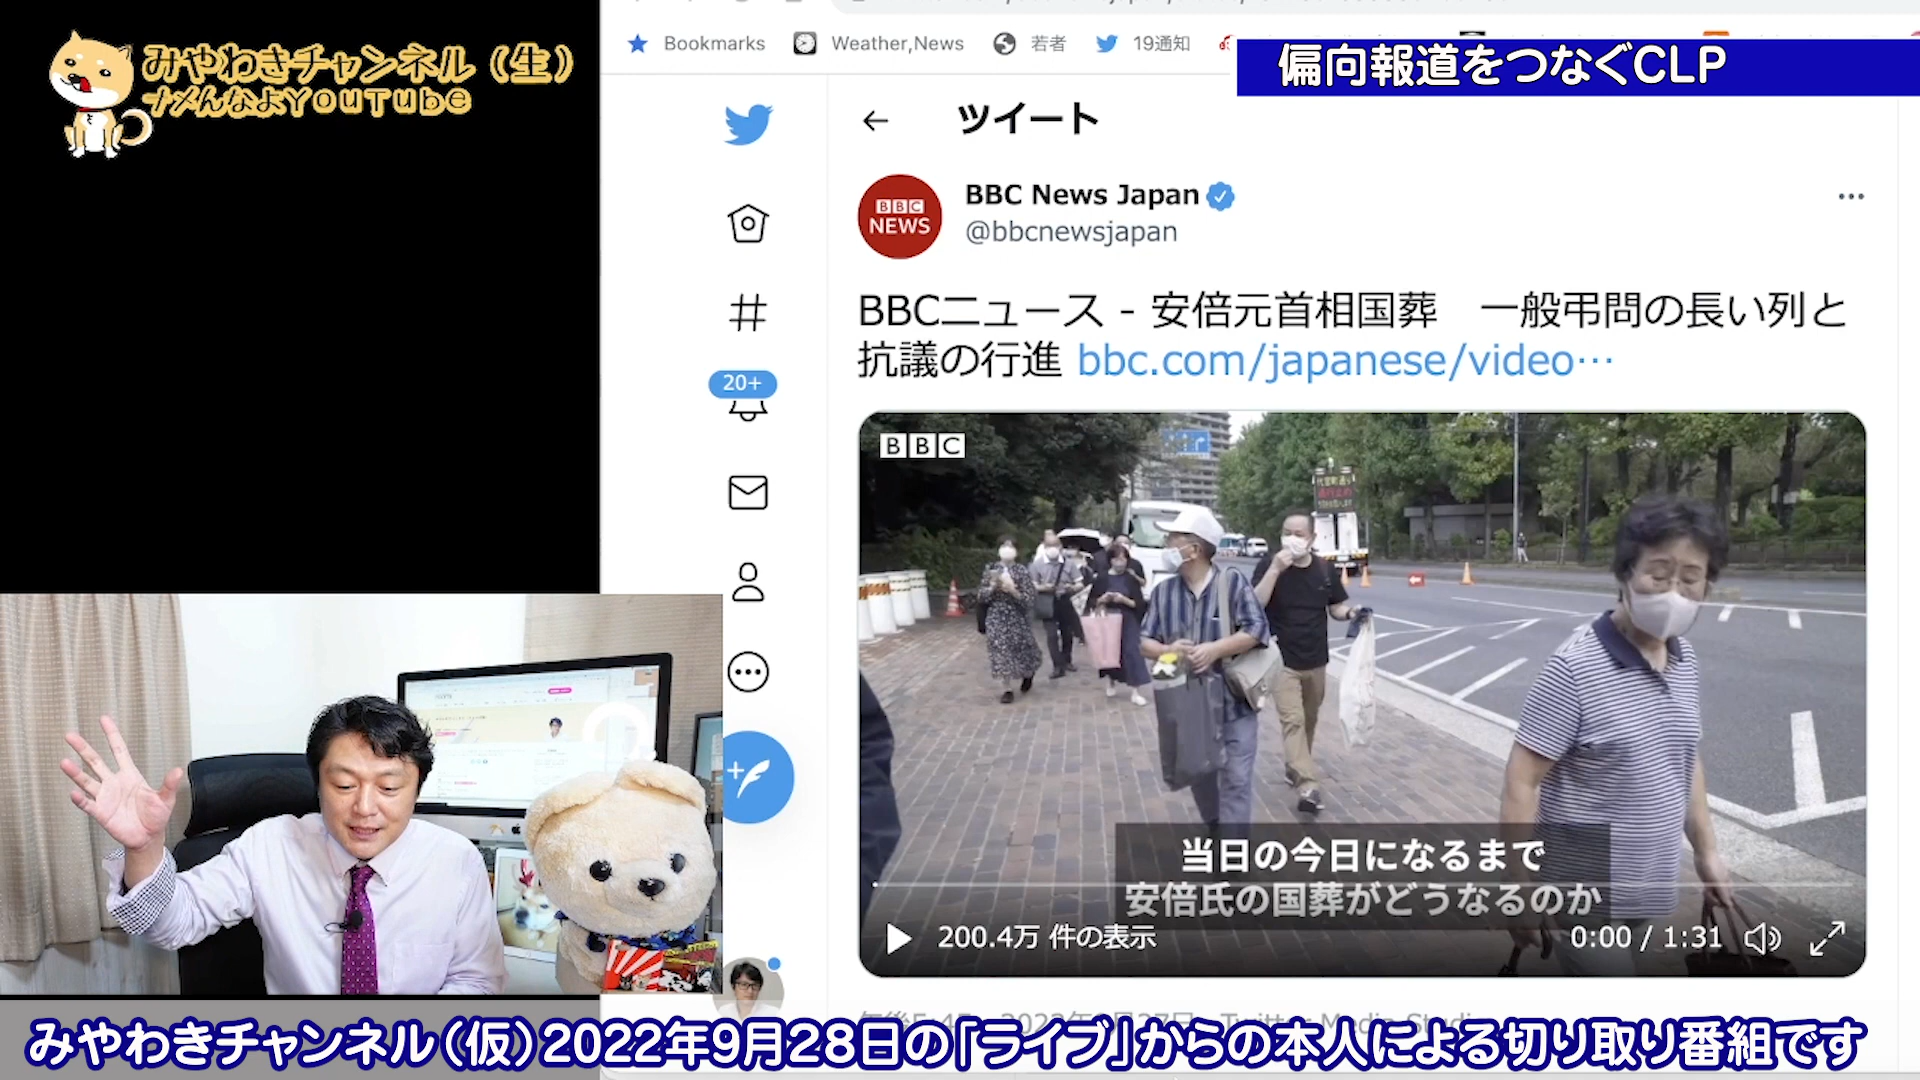 みやわきチャンネル（生）
ナメんなよYouTube
Bookmarks
Weather,News
若者
19通知
偏向報道をつなぐCLP
ツイート
BBC
NEWS
BBC News Japan
@bbcnewsjapan
BBCニュース - 安倍元首相国葬　一般弔問の長い列と
抗議の行進 bbc.com/japanese/video…
20+
BBC
当日の今日になるまで
安倍氏の国葬がどうなるのか
200.4万 件の表示
0:00 / 1:31
みやわきチャンネル（仮）2022年9月28日の「ライブ」からの本人による切り取り番組です